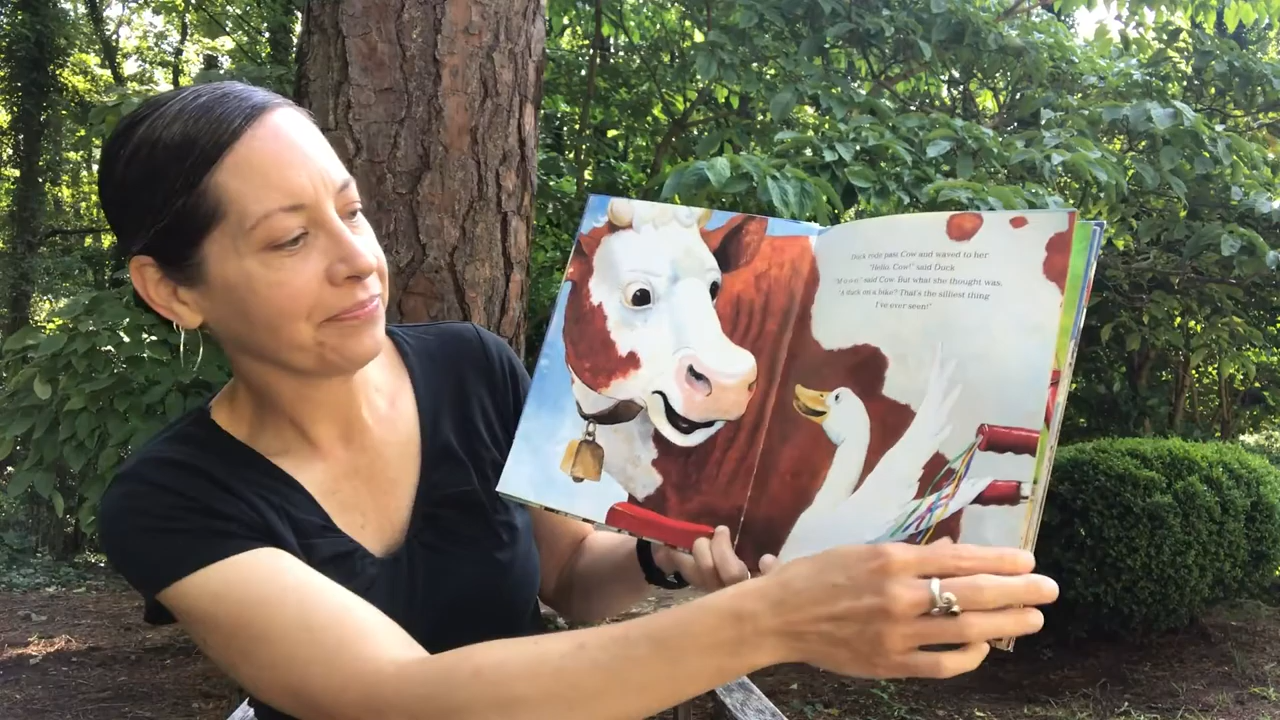 Duck rode past Cow and waved to her.
"Hello, Cow!" said Duck
"M-o-o-o," said Cow. But what she thought was,
"A duck on a bike? That's the silliest thing
I've ever seen!"